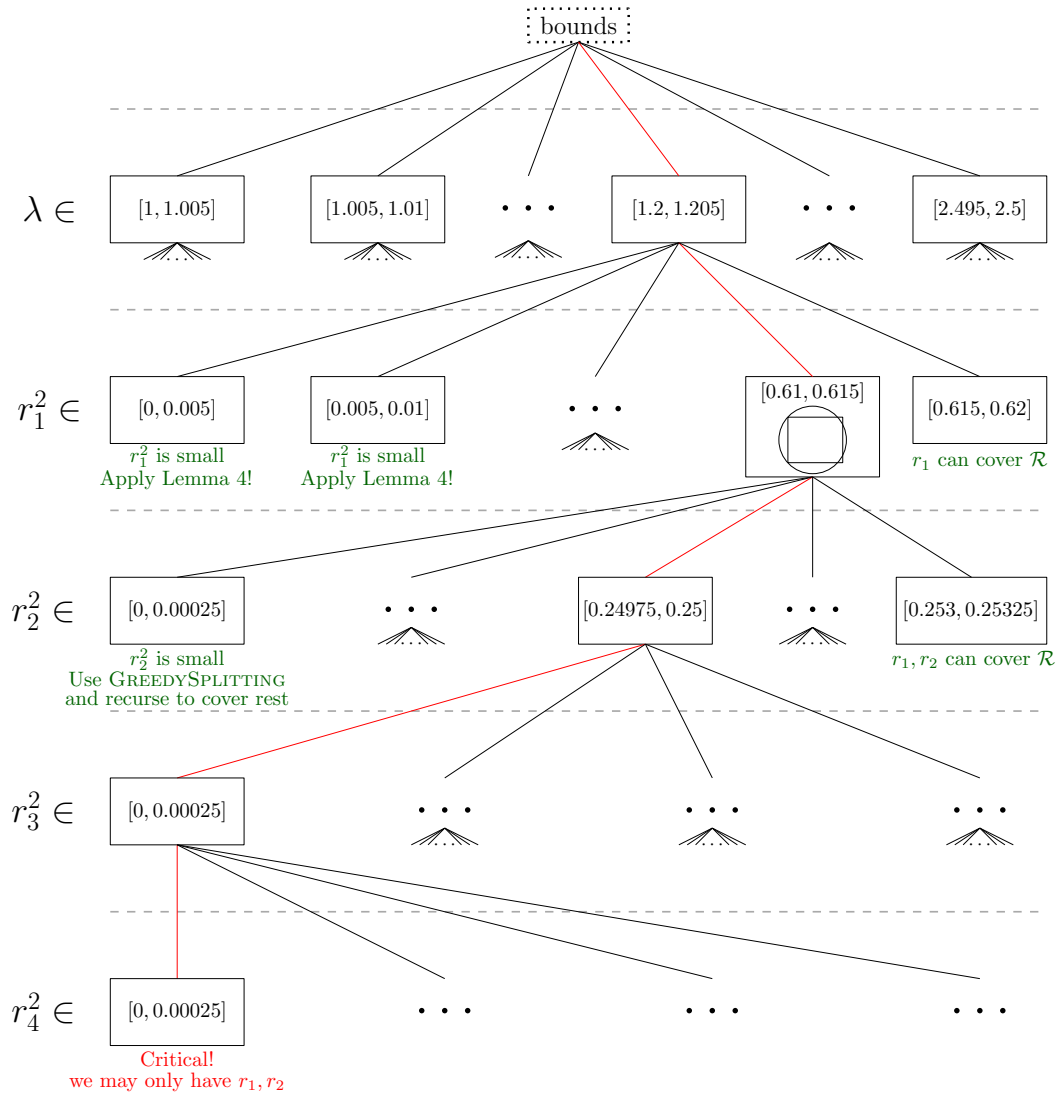 bounds
λ ∈
[1, 1.005]
[1.005, 1.01]
• • •
[1.2, 1.205]
• • •
[2.495, 2.5]
...
...
...
...
...
...
r₁² ∈
[0, 0.005]
[0.005, 0.01]
• • •
[0.61, 0.615]
[0.615, 0.62]
...
r₁² is small
Apply Lemma 4!
r₁² is small
Apply Lemma 4!
r₁ can cover ℛ
r₂² ∈
[0, 0.00025]
• • •
[0.24975, 0.25]
• • •
[0.253, 0.25325]
...
...
r₂² is small
Use GREEDYSPLITTING
and recurse to cover rest
r₁, r₂ can cover ℛ
r₃² ∈
[0, 0.00025]
• • •
• • •
• • •
...
...
...
r₄² ∈
[0, 0.00025]
• • •
• • •
• • •
Critical!
we may only have r₁, r₂